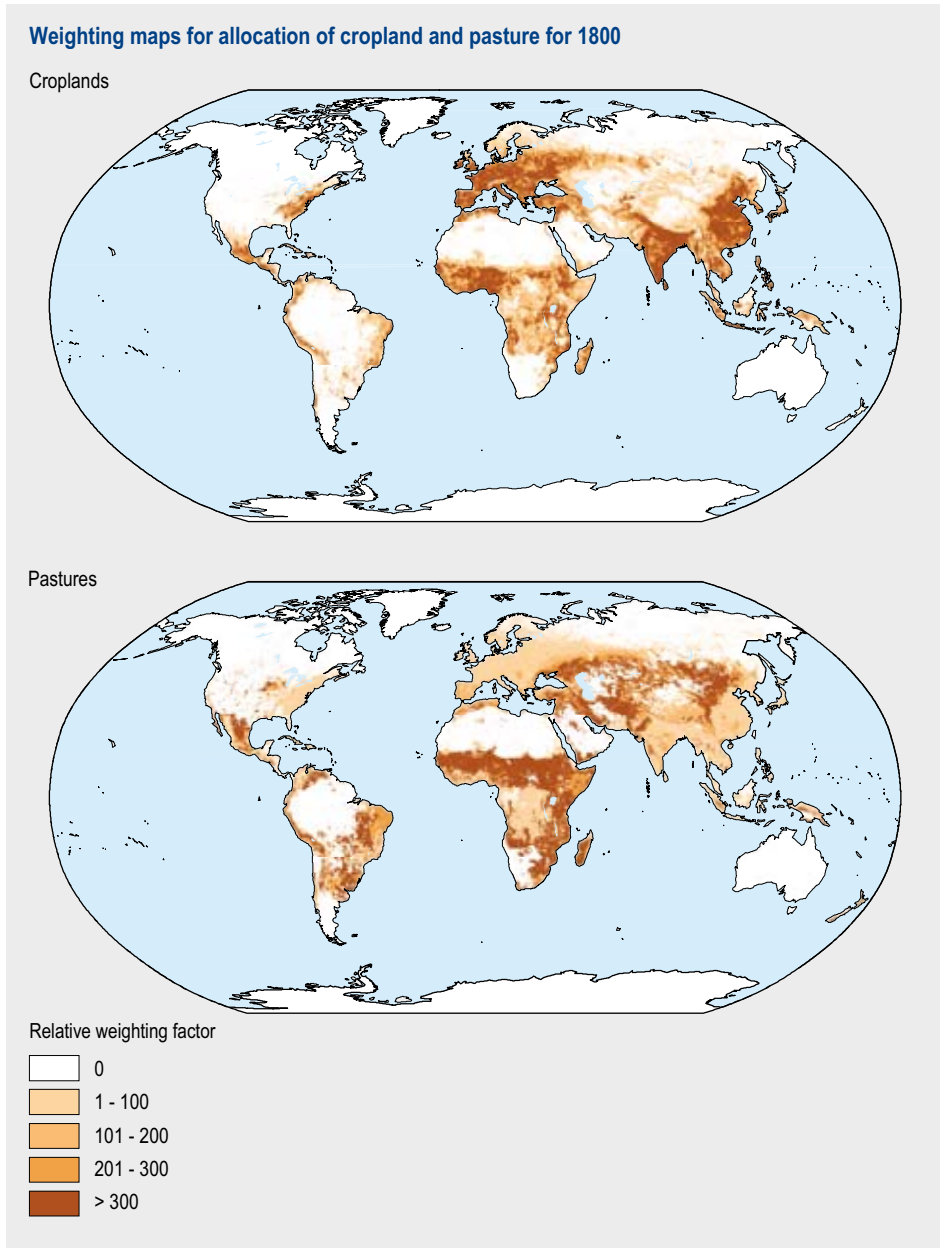 Weighting maps for allocation of cropland and pasture for 1800
Croplands
Pastures
Relative weighting factor
0
1 - 100
101 - 200
201 - 300
> 300